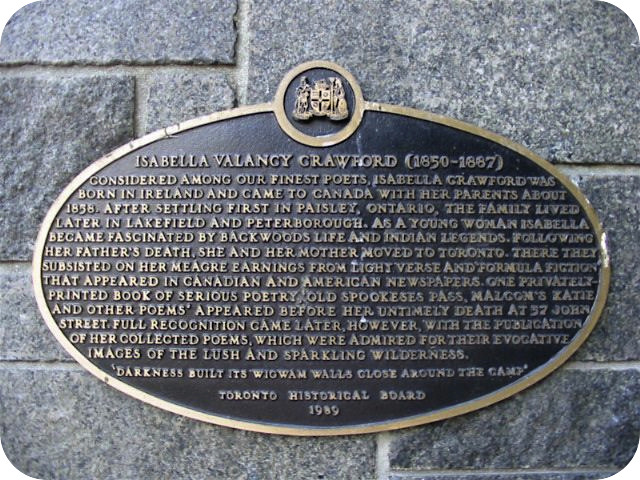 ISABELLA VALANCY CRAWFORD (1850-1887)
CONSIDERED AMONG OUR FINEST POETS, ISABELLA CRAWFORD WAS
BORN IN IRELAND AND CAME TO CANADA WITH HER PARENTS ABOUT
1858. AFTER SETTLING FIRST IN PAISLEY, ONTARIO, THE FAMILY LIVED
LATER IN LAKEFIELD AND PETERBOROUGH. AS A YOUNG WOMAN ISABELLA
BECAME FASCINATED BY BACKWOODS LIFE AND INDIAN LEGENDS. FOLLOWING
HER FATHER'S DEATH, SHE AND HER MOTHER MOVED TO TORONTO. THERE THEY
SUBSISTED ON HER MEAGRE EARNINGS FROM LIGHT VERSE AND FORMULA FICTION
THAT APPEARED IN CANADIAN AND AMERICAN NEWSPAPERS. ONE PRIVATELY
PRINTED BOOK OF SERIOUS POETRY, 'OLD SPOOKSES PASS, MALCOM'S KATIE
AND OTHER POEMS' APPEARED BEFORE HER UNTIMELY DEATH AT 57 JOHN
STREET. FULL RECOGNITION CAME LATER, HOWEVER, WITH THE PUBLICATION
OF HER COLLECTED POEMS, WHICH WERE ADMIRED FOR THEIR EVOCATIVE
IMAGES OF THE LUSH AND SPARKLING WILDERNESS.
'DARKNESS BUILT ITS WIGWAM WALLS CLOSE AROUND THE CAMP'
TORONTO HISTORICAL BOARD
1989